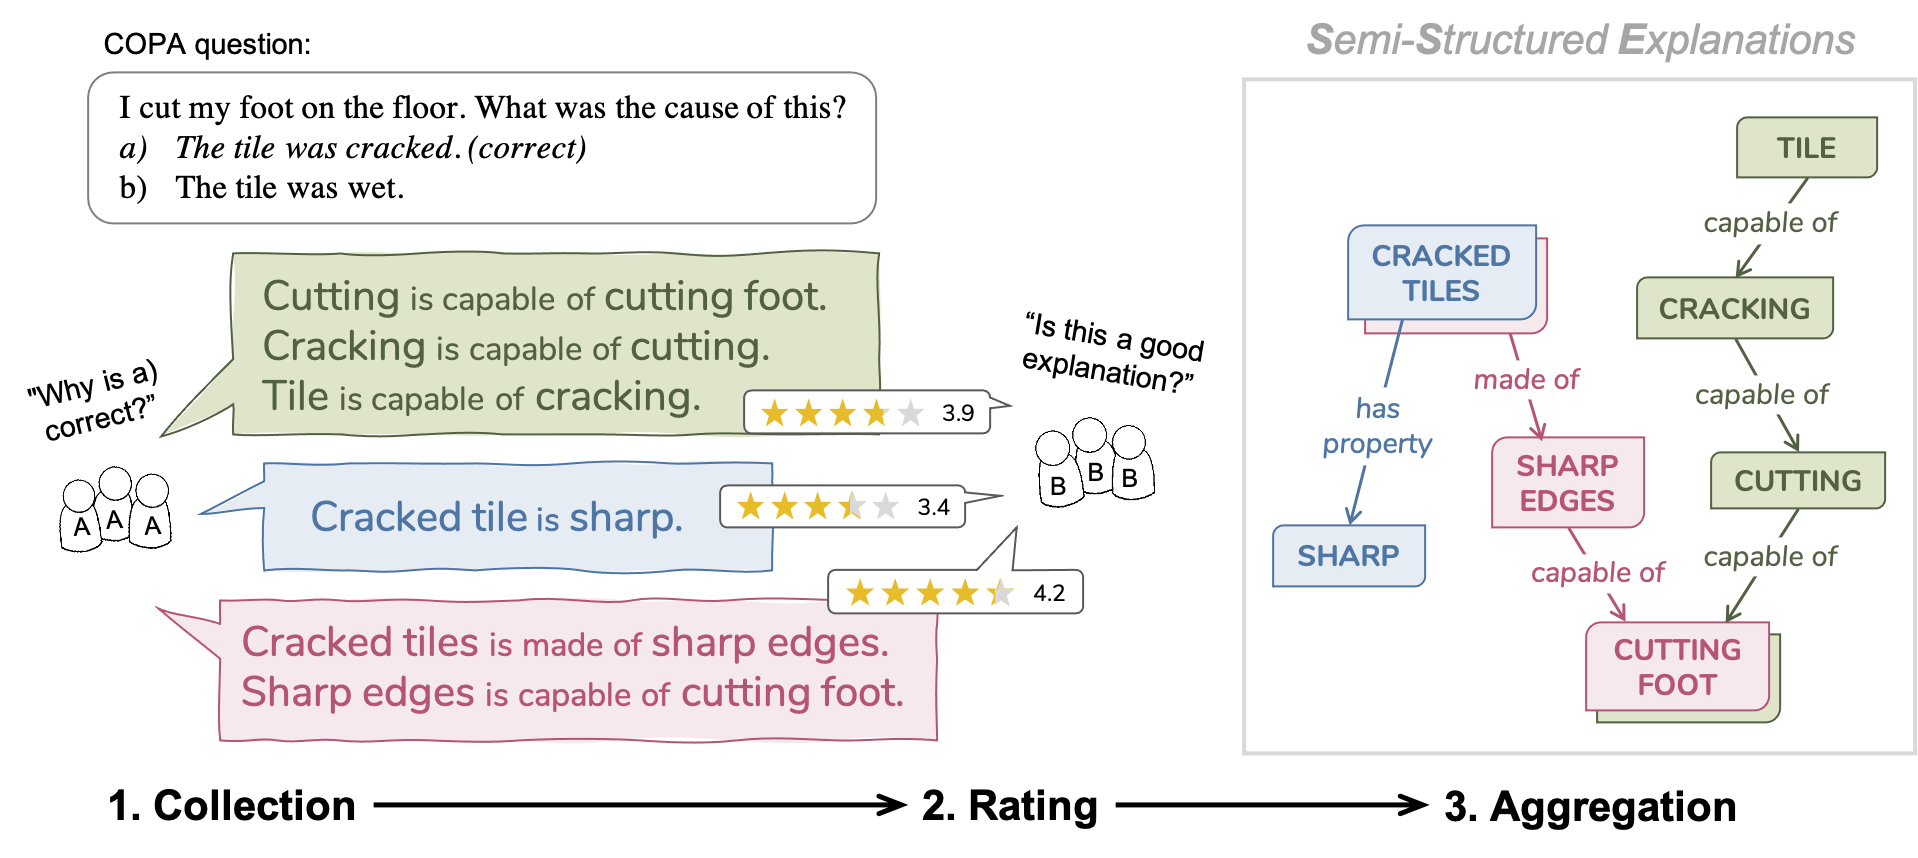 COPA question:
I cut my foot on the floor. What was the cause of this?
a) The tile was cracked. (correct)
b) The tile was wet.
"Why is a)
correct?”
Cutting is capable of cutting foot.
Cracking is capable of cutting.
Tile is capable of cracking.
3.9
“Is this a good
explanation?”
A A A
B B B
Cracked tile is sharp.
3.4
4.2
Cracked tiles is made of sharp edges.
Sharp edges is capable of cutting foot.
Semi-Structured Explanations
TILE
capable of
CRACKED
TILES
CRACKING
made of
capable of
has
property
SHARP
EDGES
CUTTING
SHARP
capable of
capable of
CUTTING
FOOT
1. Collection
2. Rating
3. Aggregation